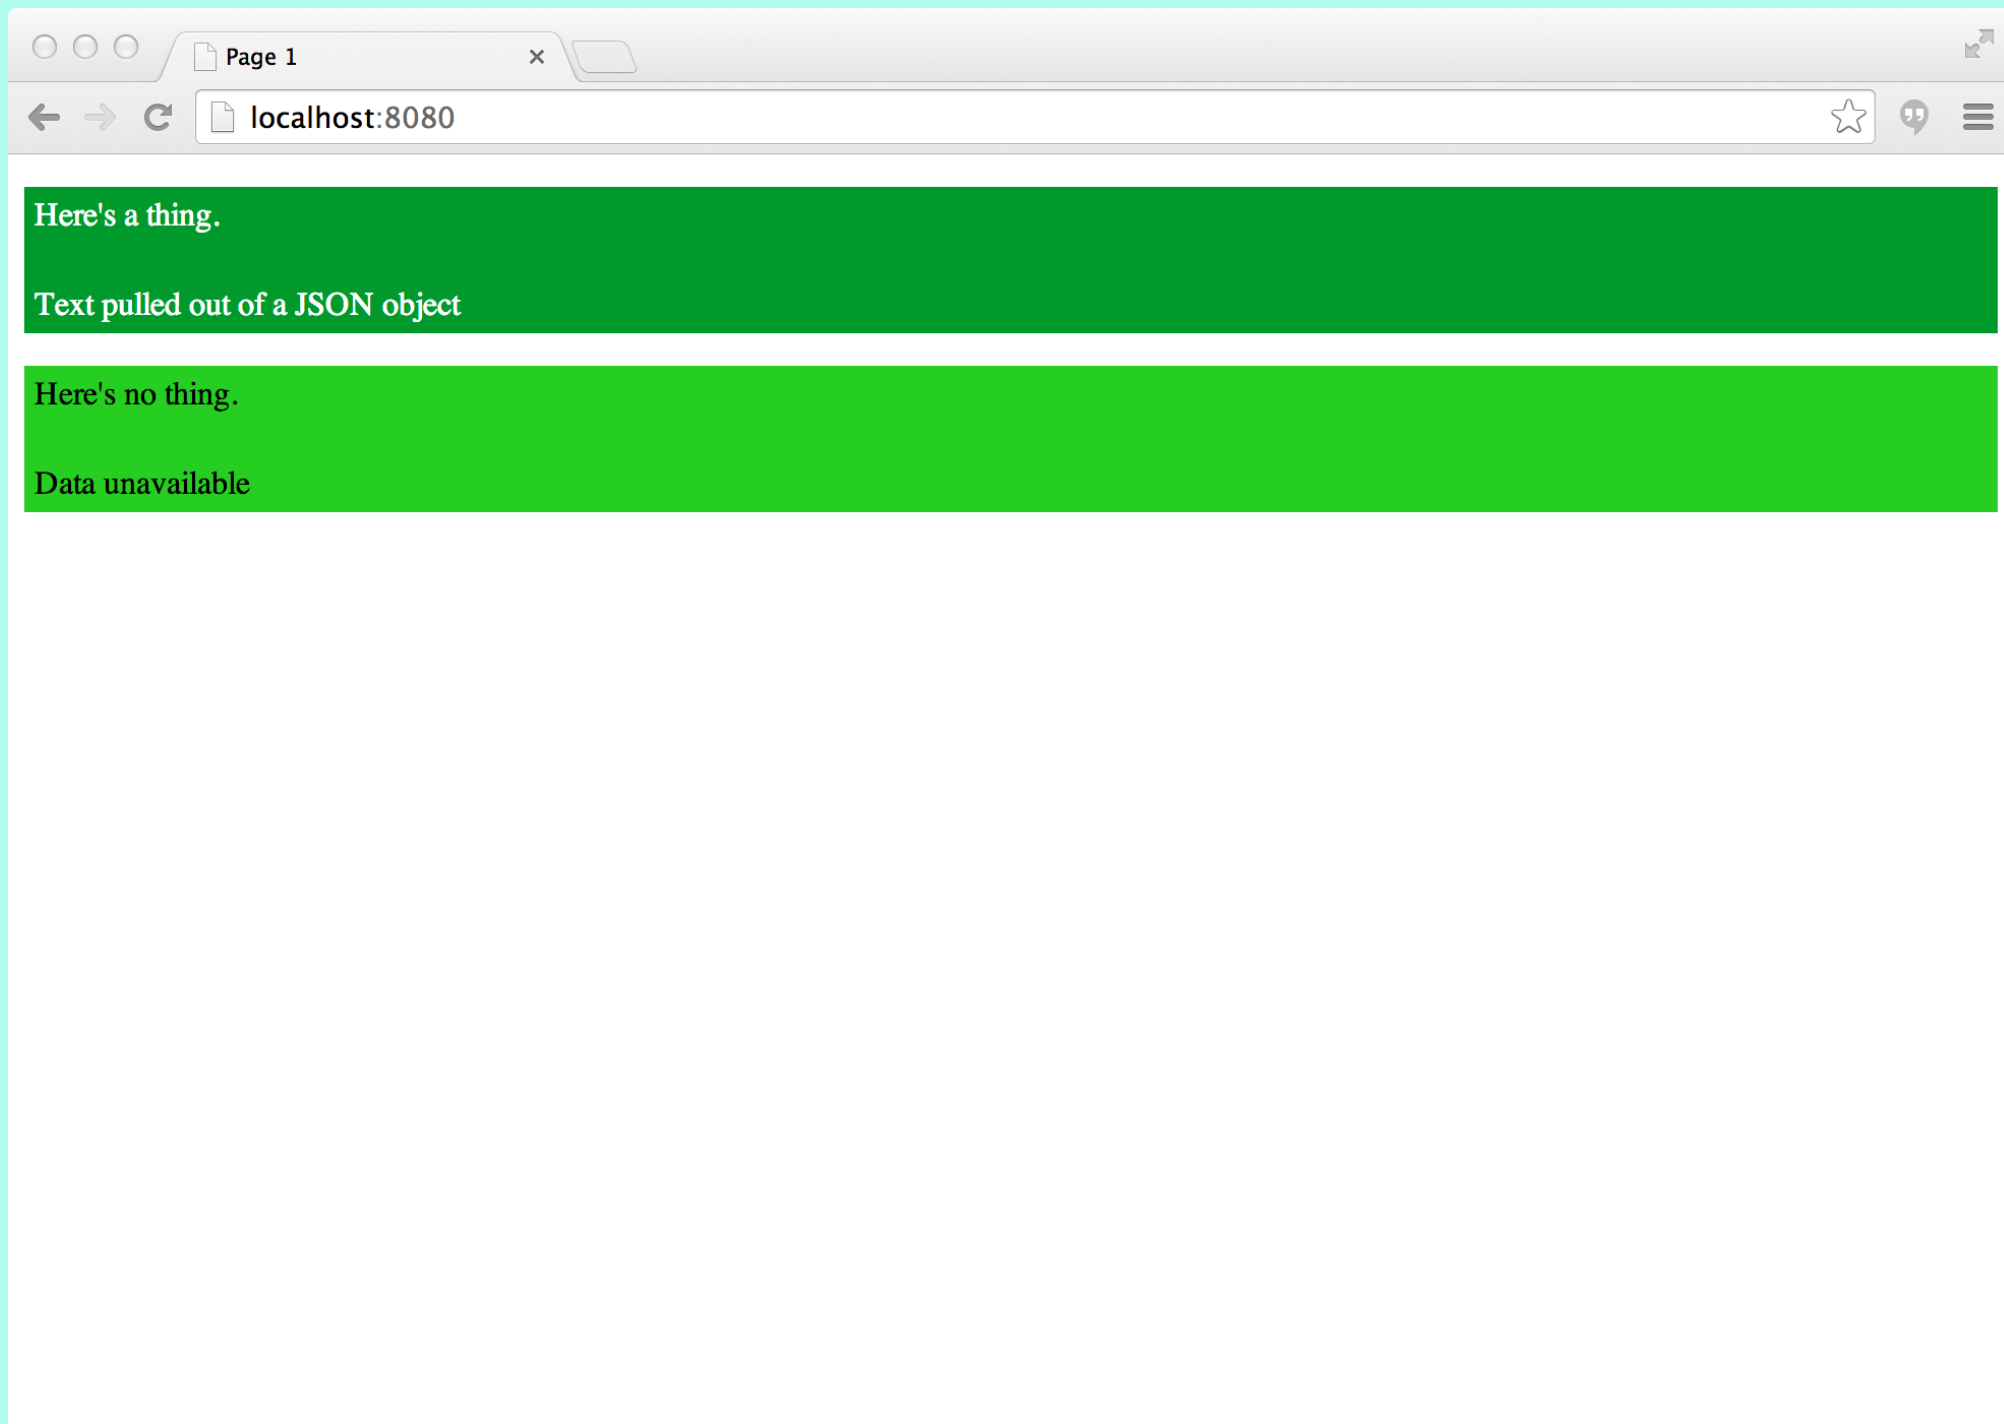 Page 1
localhost:8080
Here's a thing.
Text pulled out of a JSON object
Here's no thing.
Data unavailable